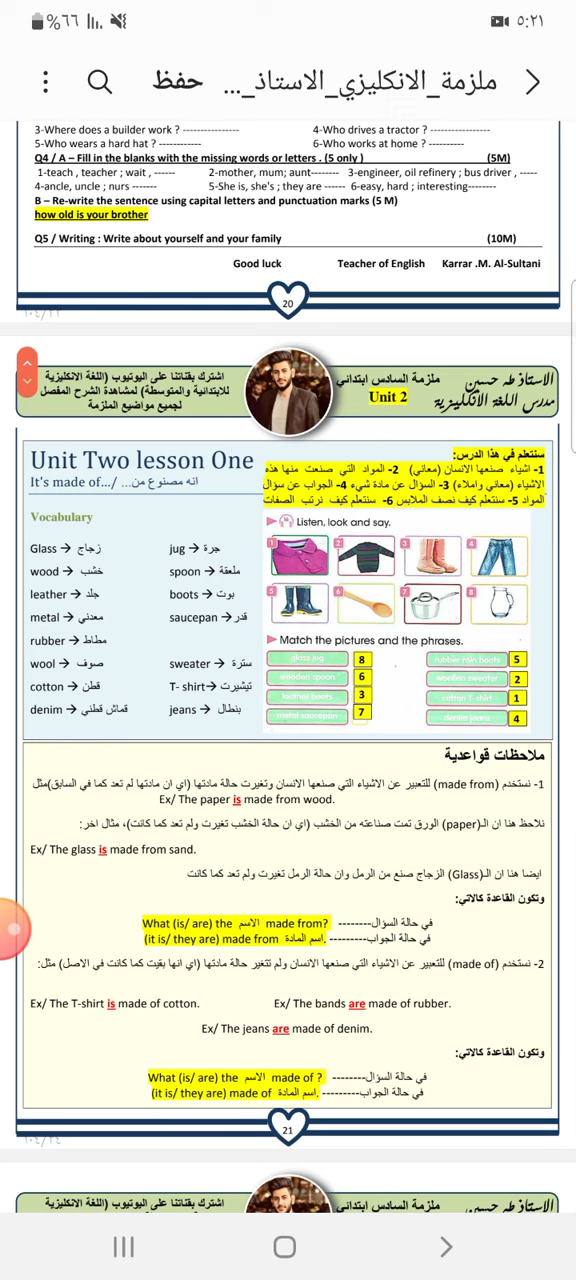 %٦٦
٥:٢١
ملزمة_الانكليزي_الاستاذ_...
حفظ
3-Where does a builder work ? ---------------- 4-Who drives a tractor ? -----------------
5-Who wears a hard hat ? ------------ 6-Who works at home ? ----------
Q4 / A – Fill in the blanks with the missing words or letters . (5 only ) (5M)
1-teach , teacher ; wait , ------ 2-mother, mum; aunt-------- 3-engineer, oil refinery ; bus driver , -----
4-ancle, uncle ; nurs ------- 5-She is, she's ; they are ------ 6-easy, hard ; interesting--------
B – Re-write the sentence using capital letters and punctuation marks (5 M)
how old is your brother
Q5 / Writing : Write about yourself and your family (10M)
Good luck Teacher of English Karrar .M. Al-Sultani
20
الاستاذ طه حسين
مدرس اللغة الانكليزية
ملزمة السادس ابتدائي
Unit 2
اشترك بقناتنا على اليوتيوب (اللغة الانكليزية
للابتدائية والمتوسطة) لمشاهدة الشرح المفصل
لجميع مواضيع الملزمة
Unit Two lesson One
It's made of.../ ...انه مصنوع من
سنتعلم في هذا الدرس:
1- اشياء صنعها الانسان (معاني) 2- المواد التي صنعت منها هذه
الاشياء (معاني واملاء) 3- السؤال عن مادة شيء 4- الجواب عن سؤال
المواد 5- سنتعلم كيف نصف الملابس 6- سنتعلم كيف نرتب الصفات
Vocabulary
Glass → زجاج jug → جرة
wood → خشب spoon → ملعقة
leather → جلد boots → بوت
metal → معدني saucepan → قدر
rubber → مطاط
wool → صوف sweater → سترة
cotton → قطن T- shirt → تيشيرت
denim → قماش قطني jeans → بنطال
Listen, look and say.
1 2 3 4
5 6 7 8
Match the pictures and the phrases.
glass jug 8 rubber rain boots 5
wooden spoon 6 woollen sweater 2
leather boots 3 cotton T-shirt 1
metal saucepan 7 denim jeans 4
ملاحظات قواعدية
1- نستخدم (made from) للتعبير عن الاشياء التي صنعها الانسان وتغيرت حالة مادتها (اي ان مادتها لم تعد كما في السابق)مثل
Ex/ The paper is made from wood.
نلاحظ هنا ان الـ(paper) الورق تمت صناعته من الخشب (اي ان حالة الخشب تغيرت ولم تعد كما كانت)، مثال اخر:
Ex/ The glass is made from sand.
ايضا هنا ان الـ(Glass) الزجاج صنع من الرمل وان حالة الرمل تغيرت ولم تعد كما كانت
وتكون القاعدة كالاتي:
في حالة السؤال-------- What (is/ are) the الاسم made from?
في حالة الجواب--------- (it is/ they are) made from اسم المادة.
2- نستخدم (made of) للتعبير عن الاشياء التي صنعها الانسان ولم تتغير حالة مادتها (اي انها بقيت كما كانت في الاصل) مثل:
Ex/ The T-shirt is made of cotton. Ex/ The bands are made of rubber.
Ex/ The jeans are made of denim.
وتكون القاعدة كالاتي:
في حالة السؤال-------- What (is/ are) the الاسم made of ?
في حالة الجواب--------- (it is/ they are) made of اسم المادة.
21
الاستاذ طه حسين
ملزمة السادس ابتدائي
اشترك بقناتنا على اليوتيوب (اللغة الانكليزية